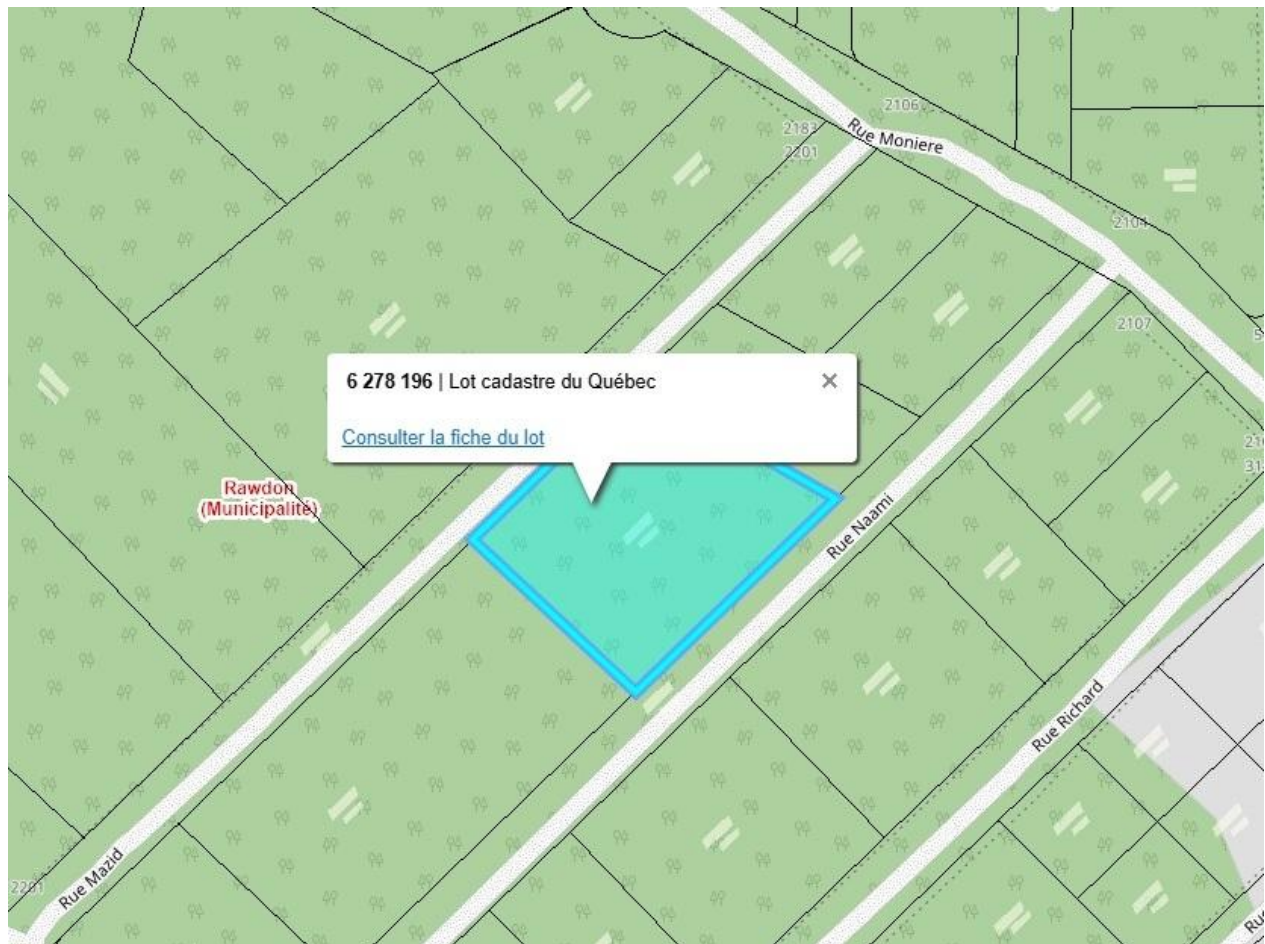 2106
Rue Moniere
2183
2201
2104
2107
6 278 196 | Lot cadastre du Québec
×
Consulter la fiche du lot
Rawdon
(Municipalité)
Rue Naami
Rue Richard
Rue Mazid
2201